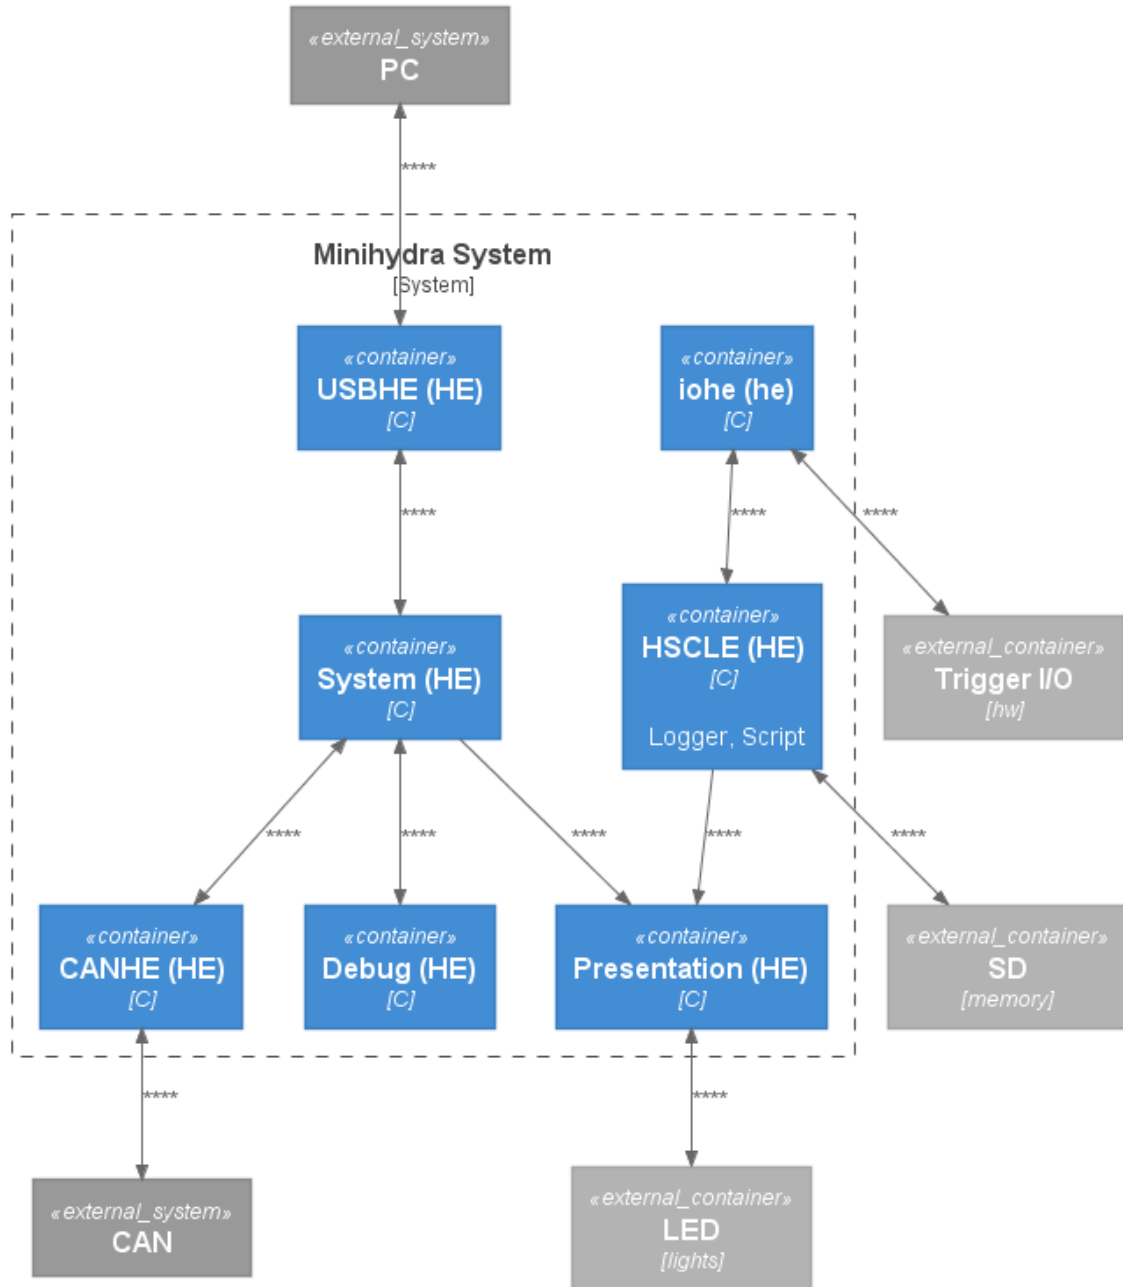 «external_system»
PC
****
Minihydra System
[System]
«container»
USBHE (HE)
[C]
«container»
iohe (he)
[C]
****
****
****
«container»
System (HE)
[C]
«container»
HSCLE (HE)
[C]
Logger, Script
«external_container»
Trigger I/O
[hw]
****
****
****
****
****
«container»
CANHE (HE)
[C]
«container»
Debug (HE)
[C]
«container»
Presentation (HE)
[C]
«external_container»
SD
[memory]
****
****
«external_system»
CAN
«external_container»
LED
[lights]